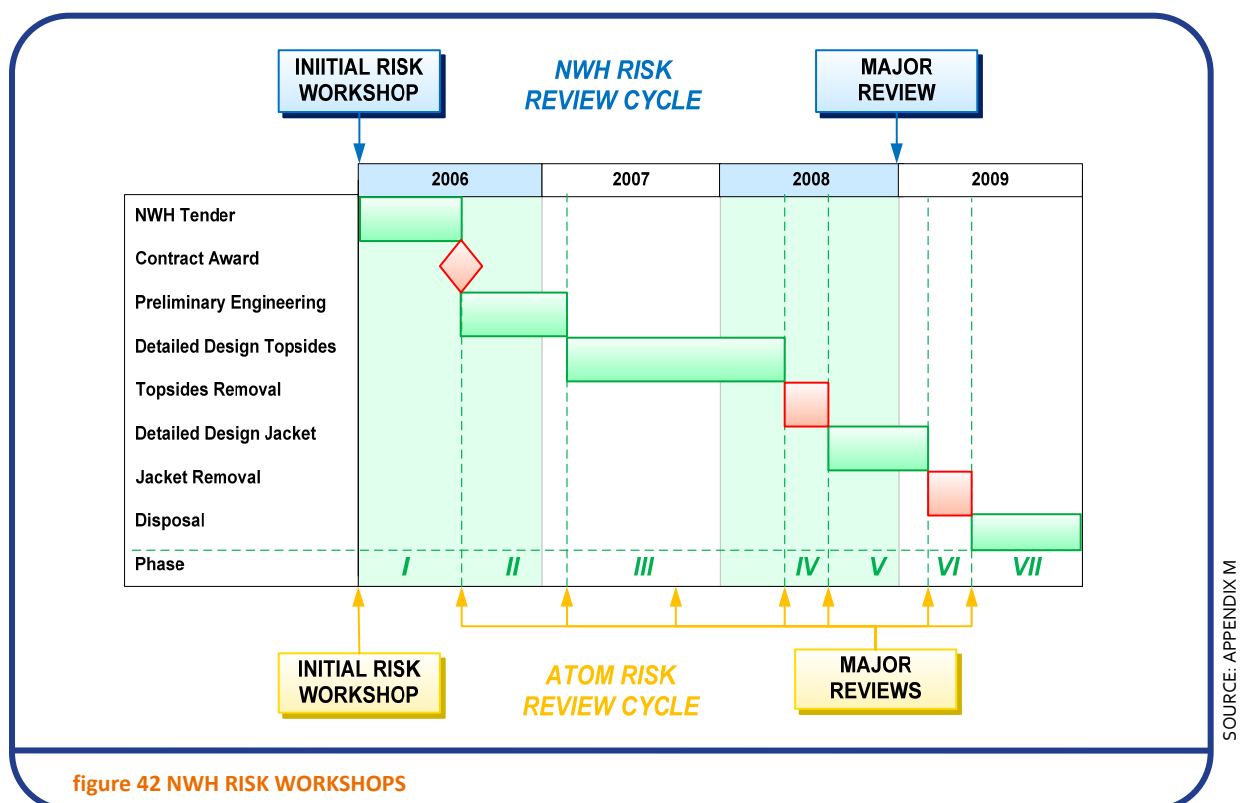 INIITIAL RISK
WORKSHOP
NWH RISK
REVIEW CYCLE
MAJOR
REVIEW
2006
2007
2008
2009
NWH Tender
Contract Award
Preliminary Engineering
Detailed Design Topsides
Topsides Removal
Detailed Design Jacket
Jacket Removal
Disposal
Phase
I
II
III
IV
V
VI
VII
INITIAL RISK
WORKSHOP
ATOM RISK
REVIEW CYCLE
MAJOR
REVIEWS
SOURCE: APPENDIX M
figure 42 NWH RISK WORKSHOPS